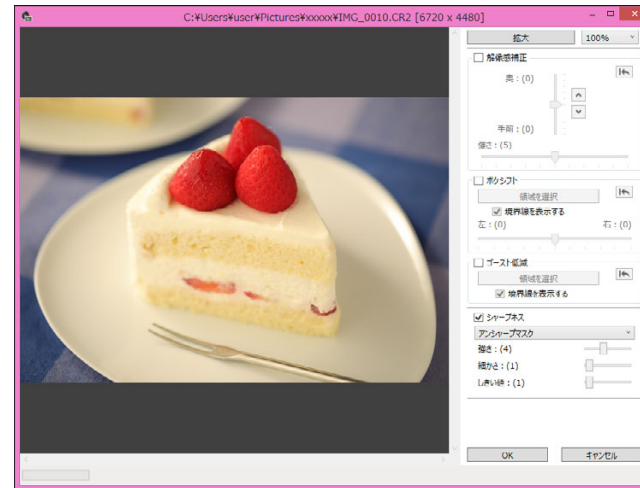 C:¥Users¥user¥Pictures¥xxxxx¥IMG_0010.CR2 [6720 x 4480]
拡大 100%
解像感補正
奥：(0)
手前：(0)
強さ：(5)
ボケシフト
領域を選択
境界線を表示する
左：(0) 右：(0)
ゴースト低減
領域を選択
境界線を表示する
シャープネス
アンシャープマスク
強さ：(4)
細かさ：(1)
しきい値：(1)
OK キャンセル